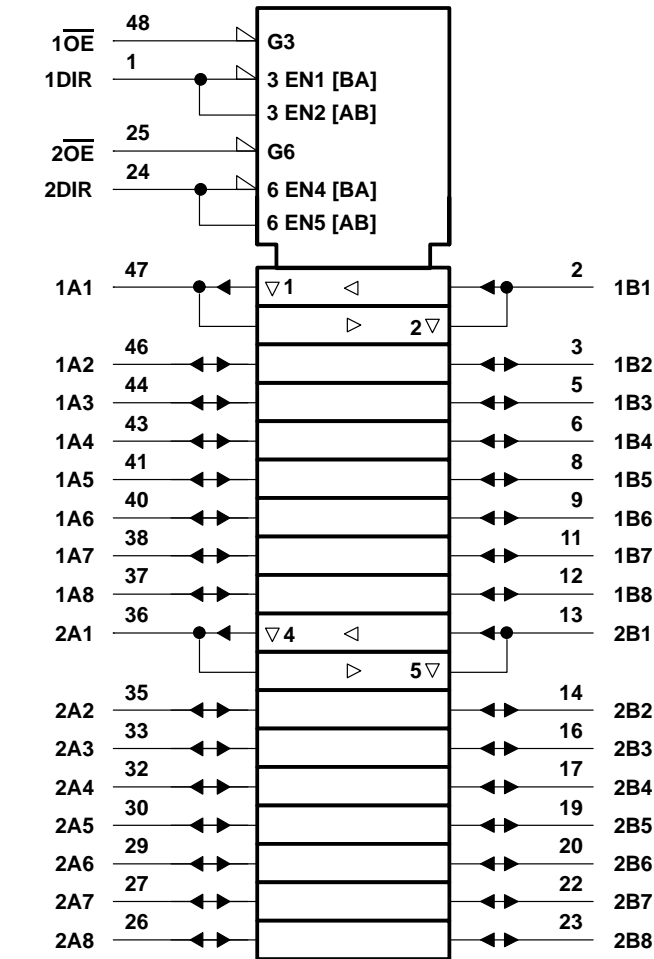 48
1O̅E̅ G3
1
1DIR 3 EN1 [BA]
3 EN2 [AB]
25
2O̅E̅ G6
24
2DIR 6 EN4 [BA]
6 EN5 [AB]
47 2
1A1 ▽1 ◁ 1B1
▷ 2▽
46 3
1A2 1B2
44 5
1A3 1B3
43 6
1A4 1B4
41 8
1A5 1B5
40 9
1A6 1B6
38 11
1A7 1B7
37 12
1A8 1B8
36 13
2A1 ▽4 ◁ 2B1
▷ 5▽
35 14
2A2 2B2
33 16
2A3 2B3
32 17
2A4 2B4
30 19
2A5 2B5
29 20
2A6 2B6
27 22
2A7 2B7
26 23
2A8 2B8